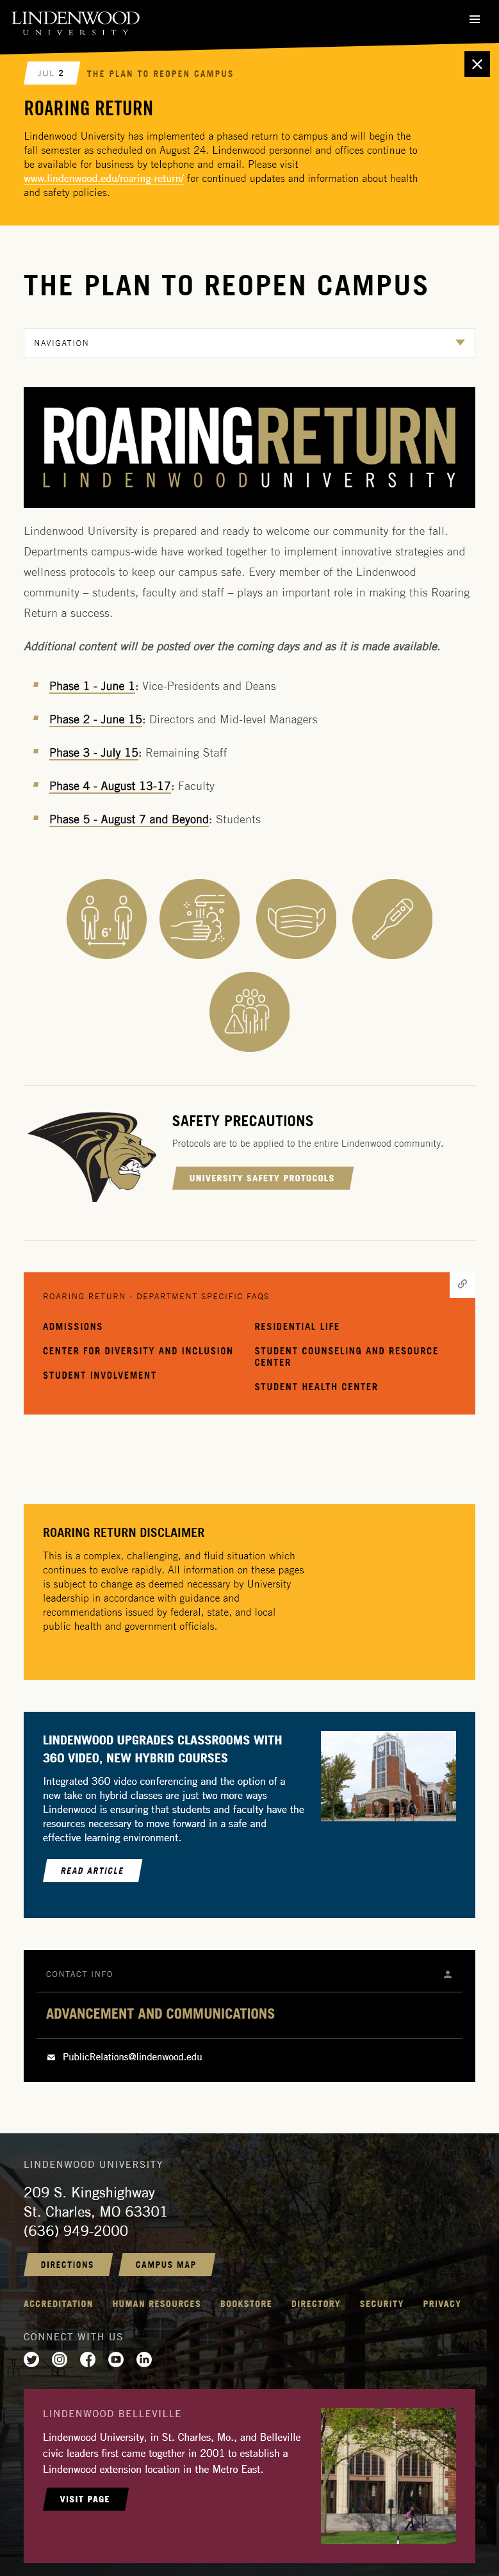 LINDENWOOD
UNIVERSITY
JUL 2
THE PLAN TO REOPEN CAMPUS
ROARING RETURN
Lindenwood University has implemented a phased return to campus and will begin the
fall semester as scheduled on August 24. Lindenwood personnel and offices continue to
be available for business by telephone and email. Please visit
www.lindenwood.edu/roaring-return/ for continued updates and information about health
and safety policies.
THE PLAN TO REOPEN CAMPUS
NAVIGATION
ROARINGRETURN
LINDENWOOD UNIVERSITY
Lindenwood University is prepared and ready to welcome our community for the fall.
Departments campus-wide have worked together to implement innovative strategies and
wellness protocols to keep our campus safe. Every member of the Lindenwood
community – students, faculty and staff – plays an important role in making this Roaring
Return a success.
Additional content will be posted over the coming days and as it is made available.
Phase 1 - June 1: Vice-Presidents and Deans
Phase 2 - June 15: Directors and Mid-level Managers
Phase 3 - July 15: Remaining Staff
Phase 4 - August 13-17: Faculty
Phase 5 - August 7 and Beyond: Students
6'
SAFETY PRECAUTIONS
Protocols are to be applied to the entire Lindenwood community.
UNIVERSITY SAFETY PROTOCOLS
ROARING RETURN - DEPARTMENT SPECIFIC FAQS
ADMISSIONS
CENTER FOR DIVERSITY AND INCLUSION
STUDENT INVOLVEMENT
RESIDENTIAL LIFE
STUDENT COUNSELING AND RESOURCE
CENTER
STUDENT HEALTH CENTER
ROARING RETURN DISCLAIMER
This is a complex, challenging, and fluid situation which
continues to evolve rapidly. All information on these pages
is subject to change as deemed necessary by University
leadership in accordance with guidance and
recommendations issued by federal, state, and local
public health and government officials.
LINDENWOOD UPGRADES CLASSROOMS WITH
360 VIDEO, NEW HYBRID COURSES
Integrated 360 video conferencing and the option of a
new take on hybrid classes are just two more ways
Lindenwood is ensuring that students and faculty have the
resources necessary to move forward in a safe and
effective learning environment.
READ ARTICLE
CONTACT INFO
ADVANCEMENT AND COMMUNICATIONS
PublicRelations@lindenwood.edu
LINDENWOOD UNIVERSITY
209 S. Kingshighway
St. Charles, MO 63301
(636) 949-2000
DIRECTIONS
CAMPUS MAP
ACCREDITATION HUMAN RESOURCES BOOKSTORE DIRECTORY SECURITY PRIVACY
CONNECT WITH US
LINDENWOOD BELLEVILLE
Lindenwood University, in St. Charles, Mo., and Belleville
civic leaders first came together in 2001 to establish a
Lindenwood extension location in the Metro East.
VISIT PAGE